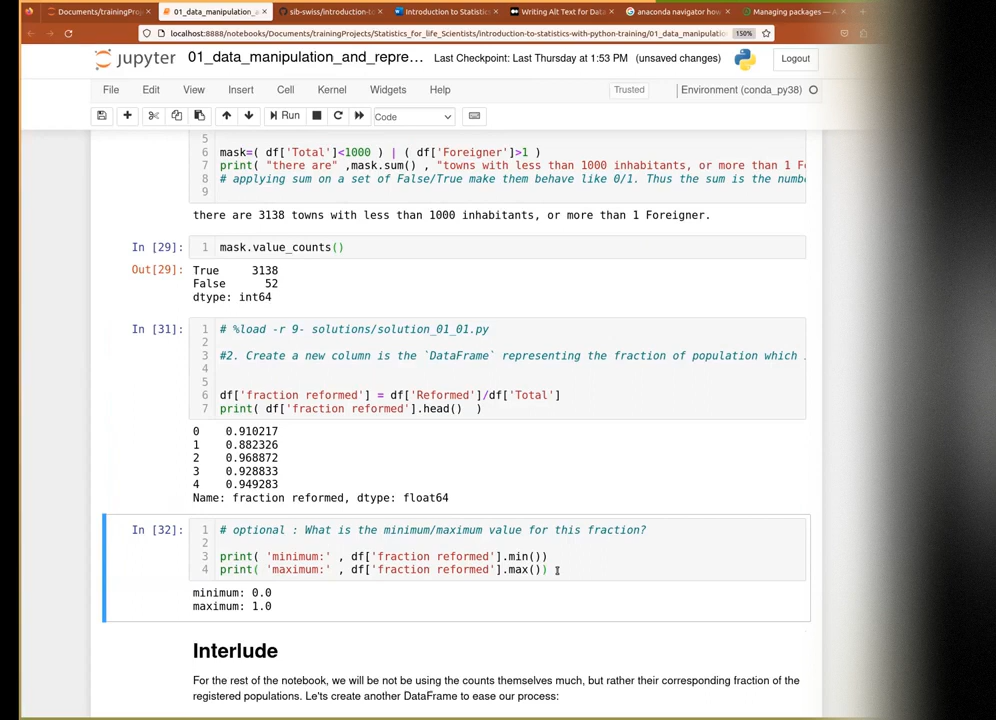 Documents/trainingProj
01_data_manipulation_a
sib-swiss/introduction-to
Introduction to Statistic
Writing Alt Text for Data
anaconda navigator how
Managing packages — A
localhost:8888/notebooks/Documents/trainingProjects/Statistics_for_life_Scientists/introduction-to-statistics-with-python-training/01_data_manipulatio
150%
jupyter 01_data_manipulation_and_repre... Last Checkpoint: Last Thursday at 1:53 PM (unsaved changes) Logout
File Edit View Insert Cell Kernel Widgets Help Trusted Environment (conda_py38)
Run Code
5
6 mask=( df['Total']<1000 ) | ( df['Foreigner']>1 )
7 print( "there are" ,mask.sum() , "towns with less than 1000 inhabitants, or more than 1 Fo
8 # applying sum on a set of False/True make them behave like 0/1. Thus the sum is the numbe
9
there are 3138 towns with less than 1000 inhabitants, or more than 1 Foreigner.
In [29]: 1 mask.value_counts()
Out[29]: True 3138
False 52
dtype: int64
In [31]: 1 # %load -r 9- solutions/solution_01_01.py
2
3 #2. Create a new column is the `DataFrame` representing the fraction of population which
4
5
6 df['fraction reformed'] = df['Reformed']/df['Total']
7 print( df['fraction reformed'].head() )
0 0.910217
1 0.882326
2 0.968872
3 0.928833
4 0.949283
Name: fraction reformed, dtype: float64
In [32]: 1 # optional : What is the minimum/maximum value for this fraction?
2
3 print( 'minimum:' , df['fraction reformed'].min())
4 print( 'maximum:' , df['fraction reformed'].max())
minimum: 0.0
maximum: 1.0
Interlude
For the rest of the notebook, we will be not be using the counts themselves much, but rather their corresponding fraction of the
registered populations. Le'ts create another DataFrame to ease our process: